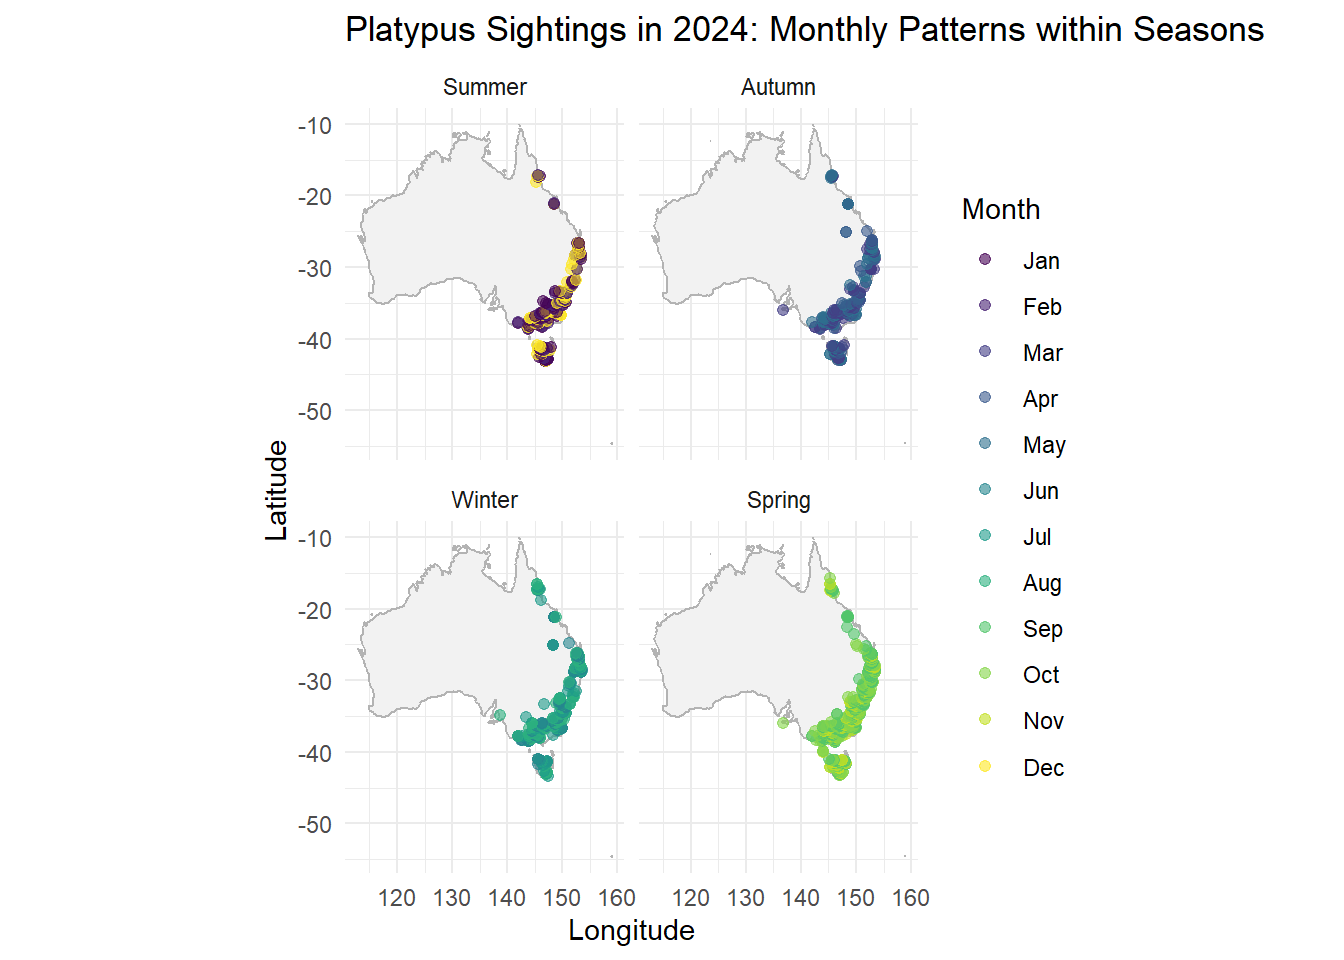 Platypus Sightings in 2024: Monthly Patterns within Seasons
Summer
Autumn
-10
-20
-30
-40
-50
Winter
Spring
-10
-20
-30
-40
-50
120 130 140 150 160
120 130 140 150 160
Longitude
Latitude
Month
Jan
Feb
Mar
Apr
May
Jun
Jul
Aug
Sep
Oct
Nov
Dec